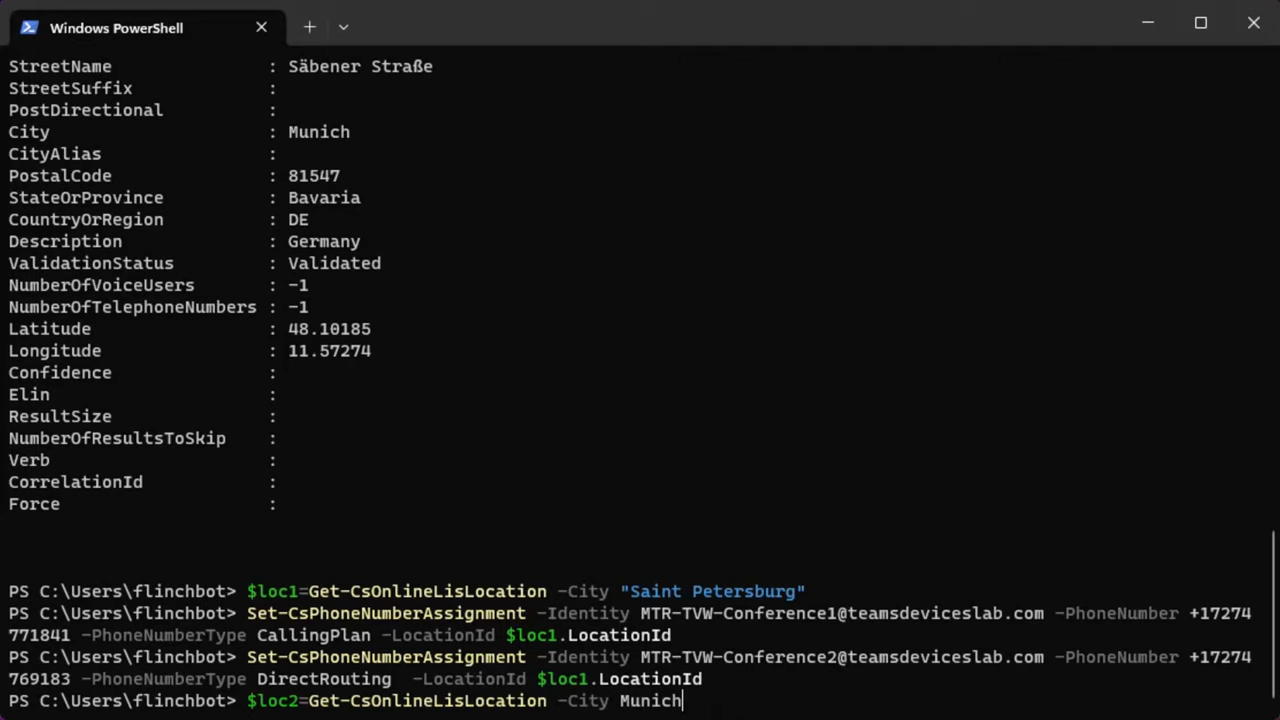 Windows PowerShell
StreetName : Säbener Straße
StreetSuffix :
PostDirectional :
City : Munich
CityAlias :
PostalCode : 81547
StateOrProvince : Bavaria
CountryOrRegion : DE
Description : Germany
ValidationStatus : Validated
NumberOfVoiceUsers : -1
NumberOfTelephoneNumbers : -1
Latitude : 48.10185
Longitude : 11.57274
Confidence :
Elin :
ResultSize :
NumberOfResultsToSkip :
Verb :
CorrelationId :
Force :
PS C:\Users\flinchbot> $loc1=Get-CsOnlineLisLocation -City "Saint Petersburg"
PS C:\Users\flinchbot> Set-CsPhoneNumberAssignment -Identity MTR-TVW-Conference1@teamsdeviceslab.com -PhoneNumber +17274
771841 -PhoneNumberType CallingPlan -LocationId $loc1.LocationId
PS C:\Users\flinchbot> Set-CsPhoneNumberAssignment -Identity MTR-TVW-Conference2@teamsdeviceslab.com -PhoneNumber +17274
769183 -PhoneNumberType DirectRouting  -LocationId $loc1.LocationId
PS C:\Users\flinchbot> $loc2=Get-CsOnlineLisLocation -City Munich